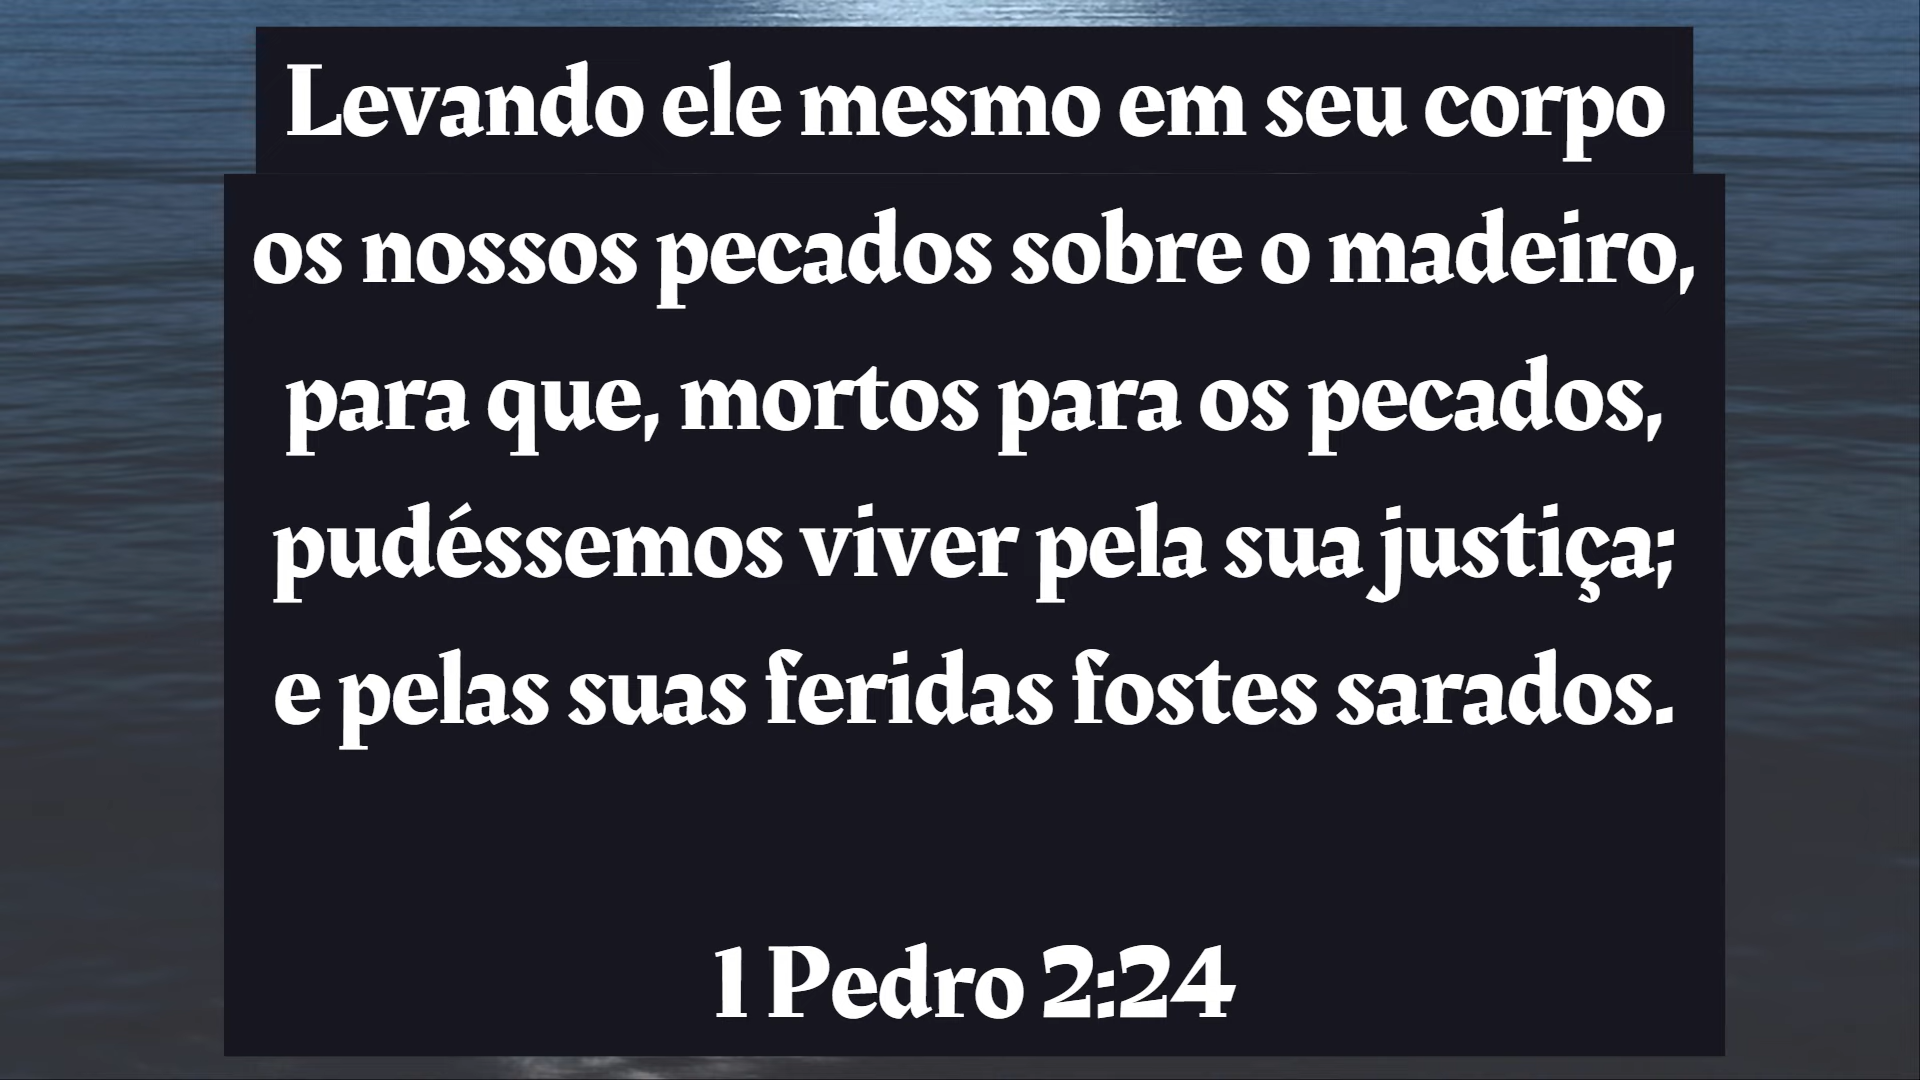 Levando ele mesmo em seu corpo
os nossos pecados sobre o madeiro,
para que, mortos para os pecados,
pudéssemos viver pela sua justiça;
e pelas suas feridas fostes sarados.
1 Pedro 2:24